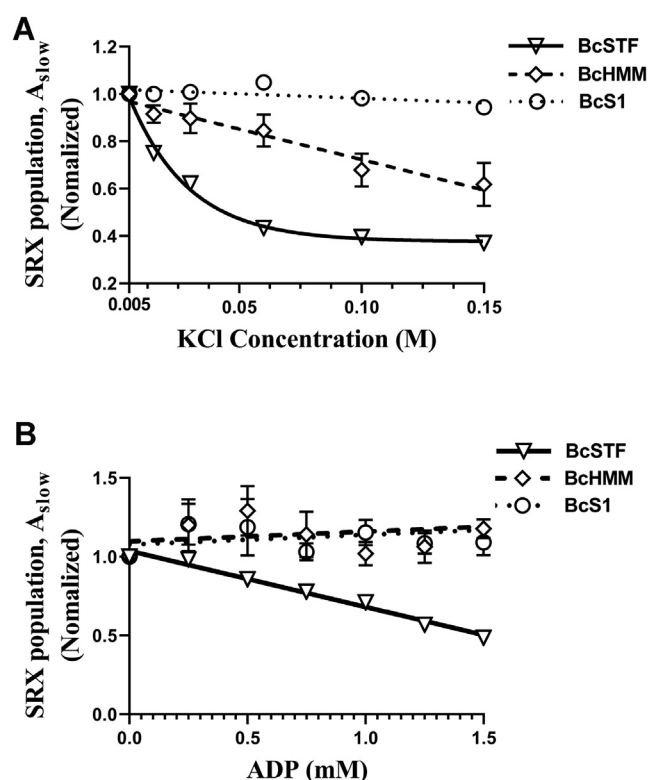 A
SRX population, Aslow
(Nomalized)
1.2
1.0
0.8
0.6
0.4
0.2
0.005
0.05
0.10
0.15
KCl Concentration (M)
BcSTF
BcHMM
BcS1
B
SRX population, Aslow
(Nomalized)
1.5
1.0
0.5
0.0
0.0
0.5
1.0
1.5
ADP (mM)
BcSTF
BcHMM
BcS1